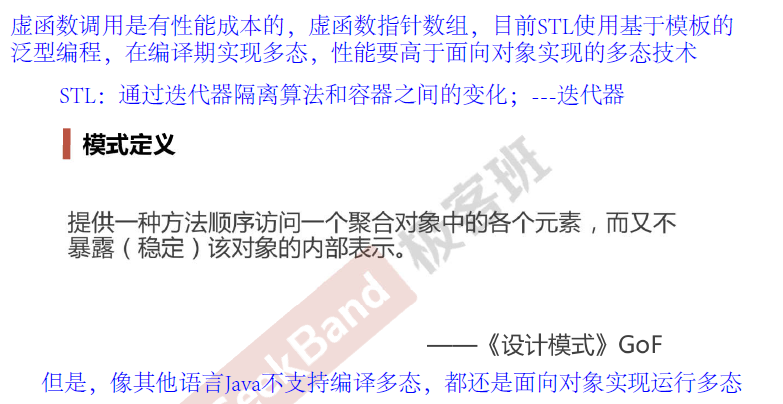 虚函数调用是有性能成本的，虚函数指针数组，目前STL使用基于模板的
泛型编程，在编译期实现多态，性能要高于面向对象实现的多态技术
STL：通过迭代器隔离算法和容器之间的变化；---迭代器
模式定义
提供一种方法顺序访问一个聚合对象中的各个元素，而又不
暴露（稳定）该对象的内部表示。
GeekBand 极客班
——《设计模式》GoF
但是，像其他语言Java不支持编译多态，都还是面向对象实现运行多态